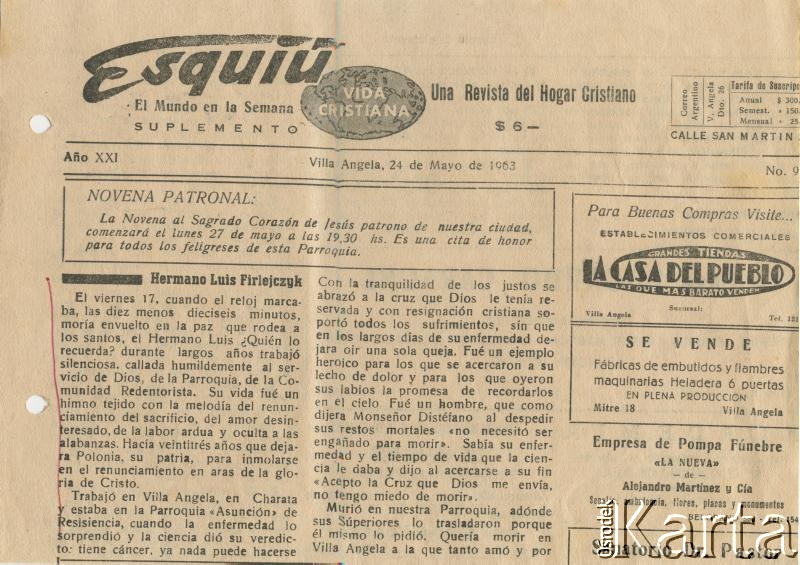 Esquiú
El Mundo en la Semana
SUPLEMENTO
VIDA
CRISTIANA
Una Revista del Hogar Cristiano
$ 6—
Correo
Argentino
V. Angela
Dto. 26
Tarifa de Suscripc
Anual $ 300.
Semest. » 150.
Mensual » 25.
CALLE SAN MARTIN
Año XXI
Villa Angela, 24 de Mayo de 1963
No. 9
NOVENA PATRONAL:
La Novena al Sagrado Corazón de Jesús patrono de nuestra ciudad,
comenzará el lunes 27 de mayo a las 19,30 hs. Es una cita de honor
para todos los feligreses de esta Parroquia.
Hermano Luis Firlejczyk
El viernes 17, cuando el reloj marca-
ba, las diez menos dieciseis minutos,
moría envuelto en la paz que rodea a
los santos, el Hermano Luis ¿Quién lo
recuerda? durante largos años trabajó
silenciosa, callada humildemente al ser-
vicio de Dios, de la Parroquia, de la Co-
munidad Redentorista. Su vida fué un
himno tejido con la melodía del renun-
ciamiento del sacrificio, del amor desin-
teresado, de la labor ardua y oculta a las
alabanzas. Hacia veintitrés años que deja-
ra Polonia, su patria, para inmolarse
en el renunciamiento en aras de la glo-
ria de Cristo.
Trabajó en Villa Angela, en Charata
y estaba en la Parroquia «Asunción» de
Resisiencia, cuando la enfermedad lo
sorprendió y la ciencia dió su veredic-
to: tiene cáncer, ya nada puede hacerse
Con la tranquilidad de los justos se
abrazó a la cruz que Dios le tenía re-
servada y con resignación cristiana so-
portó todos los sufrimientos, sin que
en los largos días de su enfermedad de-
jara oir una sola queja. Fué un ejemplo
heroico para los que se acercaron a su
lecho de dolor y para los que oyeron
sus labios la promesa de recordarlos
en el cielo. Fué un hombre, que como
dijera Monseñor Distéfano al despedir
sus restos mortales «no necesitó ser
engañado para morir». Sabía su enfer-
medad y el tiempo de vida que la cien-
cia le daba y dijo al acercarse a su fin
«Acepto la Cruz que Dios me envía,
no tengo miedo de morir».
Murió en nuestra Parroquia, adónde
sus Súperiores lo trasladaron porque
él mismo lo pidió. Quería morir en
Villa Angela a la que tanto amó y por
Para Buenas Compras Visite...
ESTABLECIMIENTOS COMERCIALES
GRANDES TIENDAS
LA CASA DEL PUEBLO
LAS QUE MAS BARATO VENDEN
Sucursal:
Villa Angela Tel. 121
SE VENDE
Fábricas de embutidos y fiambres
maquinarias Heladera 6 puertas
EN PLENA PRODUCCION
Mitre 18 Villa Angela
Empresa de Pompa Fúnebre
«LA NUEVA»
— de —
Alejandro Martínez y Cía
flores, placas y monumentos
Sanatorio Dr. Pastor
Ośrodek
Karta